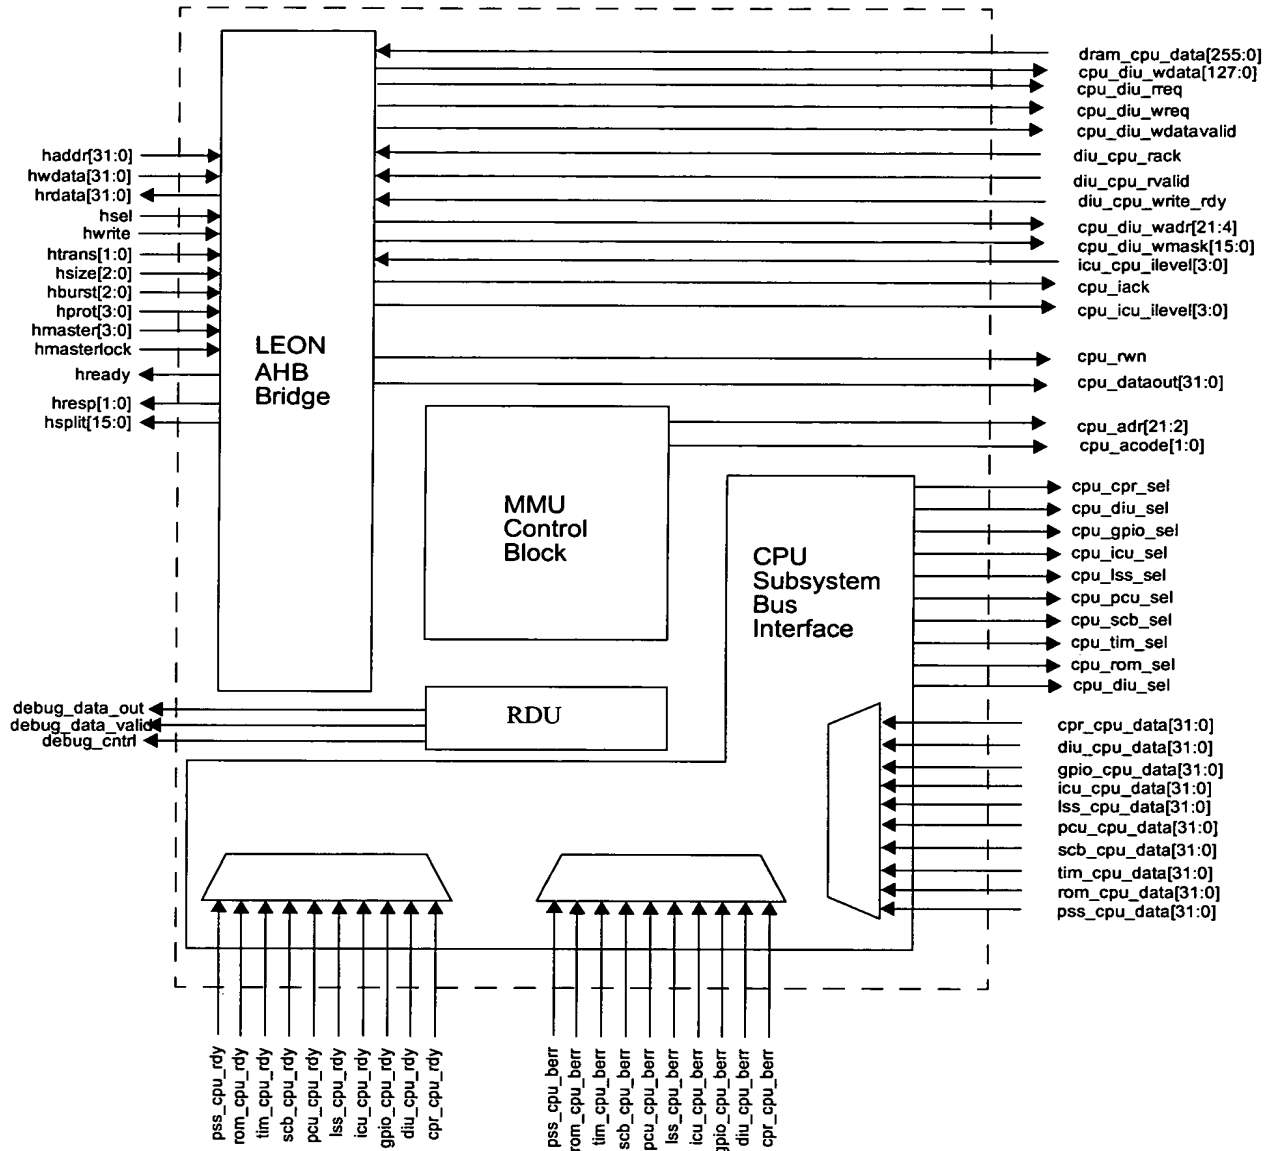 dram_cpu_data[255:0]
cpu_diu_wdata[127:0]
cpu_diu_rreq
cpu_diu_wreq
cpu_diu_wdatavalid
diu_cpu_rack
diu_cpu_rvalid
diu_cpu_write_rdy
cpu_diu_wadr[21:4]
cpu_diu_wmask[15:0]
icu_cpu_ilevel[3:0]
cpu_iack
cpu_icu_ilevel[3:0]
cpu_rwn
cpu_dataout[31:0]
cpu_adr[21:2]
cpu_acode[1:0]
haddr[31:0]
hwdata[31:0]
hrdata[31:0]
hsel
hwrite
htrans[1:0]
hsize[2:0]
hburst[2:0]
hprot[3:0]
hmaster[3:0]
hmasterlock
hready
hresp[1:0]
hsplit[15:0]
LEON
AHB
Bridge
MMU
Control
Block
CPU
Subsystem
Bus
Interface
cpu_cpr_sel
cpu_diu_sel
cpu_gpio_sel
cpu_icu_sel
cpu_lss_sel
cpu_pcu_sel
cpu_scb_sel
cpu_tim_sel
cpu_rom_sel
cpu_diu_sel
debug_data_out
debug_data_valid
debug_cntrl
RDU
cpr_cpu_data[31:0]
diu_cpu_data[31:0]
gpio_cpu_data[31:0]
icu_cpu_data[31:0]
lss_cpu_data[31:0]
pcu_cpu_data[31:0]
scb_cpu_data[31:0]
tim_cpu_data[31:0]
rom_cpu_data[31:0]
pss_cpu_data[31:0]
pss_cpu_rdy
rom_cpu_rdy
tim_cpu_rdy
scb_cpu_rdy
pcu_cpu_rdy
lss_cpu_rdy
icu_cpu_rdy
gpio_cpu_rdy
diu_cpu_rdy
cpr_cpu_rdy
pss_cpu_berr
rom_cpu_berr
tim_cpu_berr
scb_cpu_berr
pcu_cpu_berr
lss_cpu_berr
icu_cpu_berr
gpio_cpu_berr
diu_cpu_berr
cpr_cpu_berr